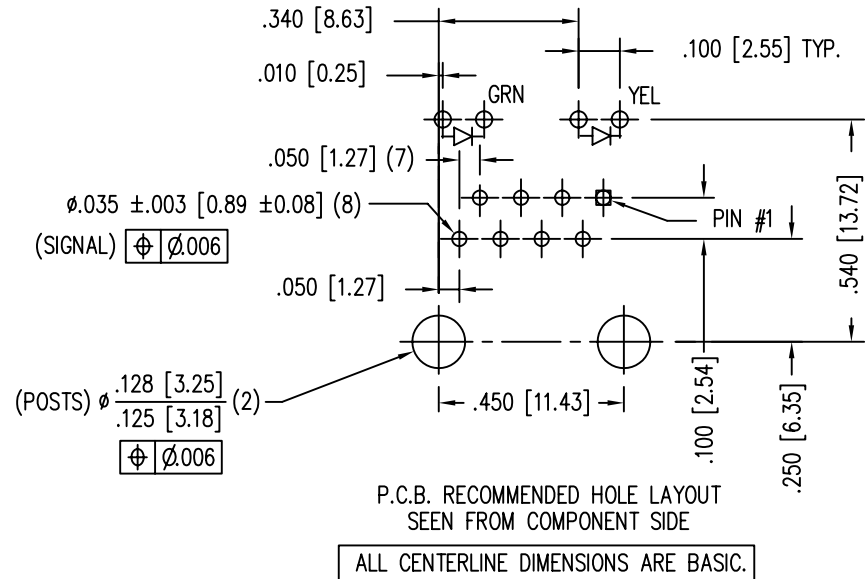 .340 [8.63]
.100 [2.55] TYP.
.010 [0.25]
GRN
YEL
.050 [1.27] (7)
ø.035 ±.003 [0.89 ±0.08] (8)
PIN #1
(SIGNAL) ⌖ Ø.006
.540 [13.72]
.050 [1.27]
(POSTS) ø .128 [3.25] (2)
.125 [3.18]
.450 [11.43]
.100 [2.54]
.250 [6.35]
⌖ Ø.006
P.C.B. RECOMMENDED HOLE LAYOUT
SEEN FROM COMPONENT SIDE
ALL CENTERLINE DIMENSIONS ARE BASIC.